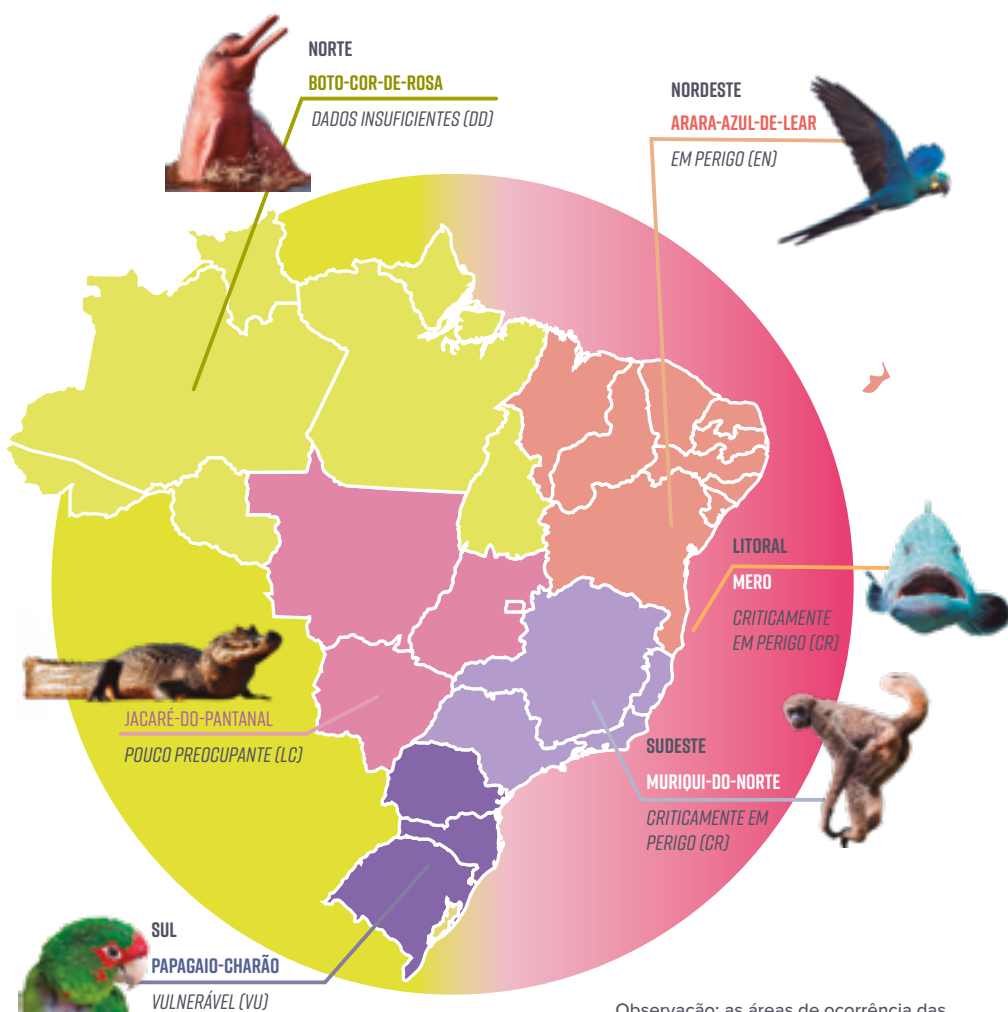 NORTE
BOTO-COR-DE-ROSA
DADOS INSUFICIENTES (DD)
NORDESTE
ARARA-AZUL-DE-LEAR
EM PERIGO (EN)
LITORAL
MERO
CRITICAMENTE
EM PERIGO (CR)
JACARÉ-DO-PANTANAL
POUCO PREOCUPANTE (LC)
SUDESTE
MURIQUI-DO-NORTE
CRITICAMENTE EM
PERIGO (CR)
SUL
PAPAGAIO-CHARÃO
VULNERÁVEL (VU)
Observação: as áreas de ocorrência das